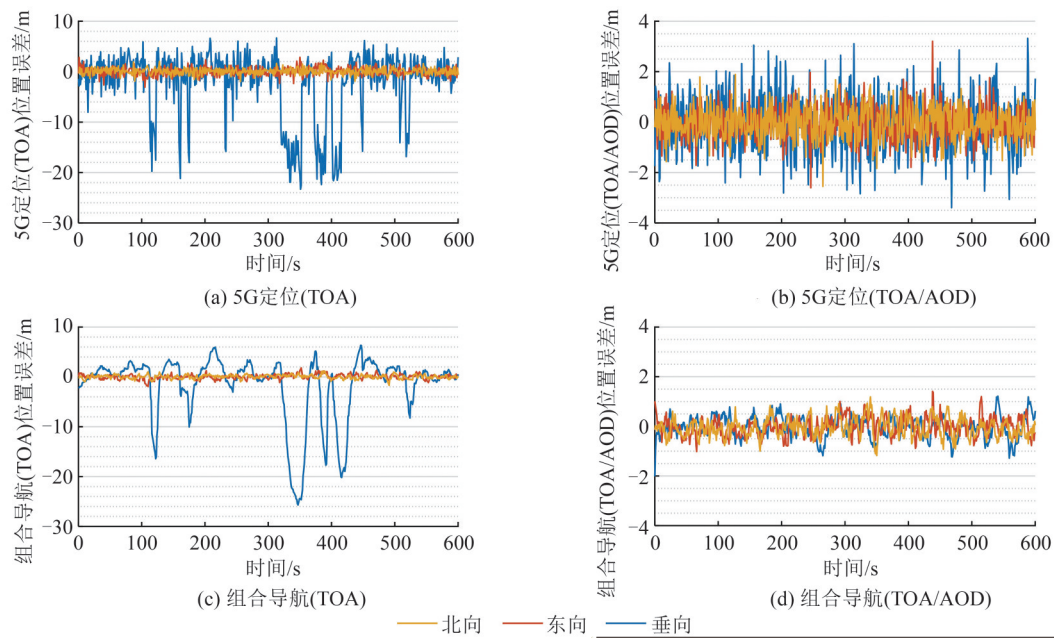 5G定位(TOA)位置误差/m
10
0
−10
−20
−30
0 100 200 300 400 500 600
时间/s
(a) 5G定位(TOA)
5G定位(TOA/AOD)位置误差/m
4
2
0
−2
−4
0 100 200 300 400 500 600
时间/s
(b) 5G定位(TOA/AOD)
组合导航(TOA)位置误差/m
10
0
−10
−20
−30
0 100 200 300 400 500 600
时间/s
(c) 组合导航(TOA)
组合导航(TOA/AOD)位置误差/m
4
2
0
−2
−4
0 100 200 300 400 500 600
时间/s
(d) 组合导航(TOA/AOD)
北向 东向 垂向